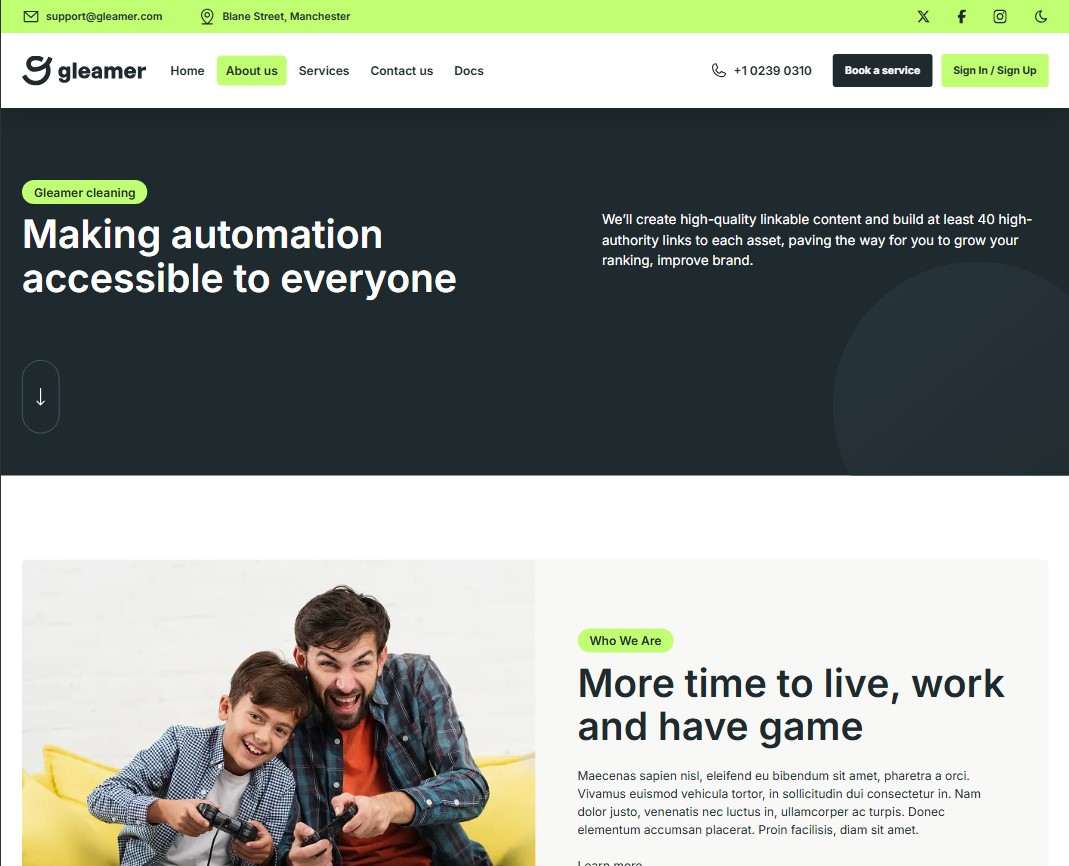 support@gleamer.com
Blane Street, Manchester
gleamer
Home
About us
Services
Contact us
Docs
+1 0239 0310
Book a service
Sign In / Sign Up
Gleamer cleaning
Making automation
accessible to everyone
We’ll create high-quality linkable content and build at least 40 high-
authority links to each asset, paving the way for you to grow your
ranking, improve brand.
Who We Are
More time to live, work
and have game
Maecenas sapien nisl, eleifend eu bibendum sit amet, pharetra a orci.
Vivamus euismod vehicula tortor, in sollicitudin dui consectetur in. Nam
dolor justo, venenatis nec luctus in, ullamcorper ac turpis. Donec
elementum accumsan placerat. Proin facilisis, diam sit amet.
Learn more